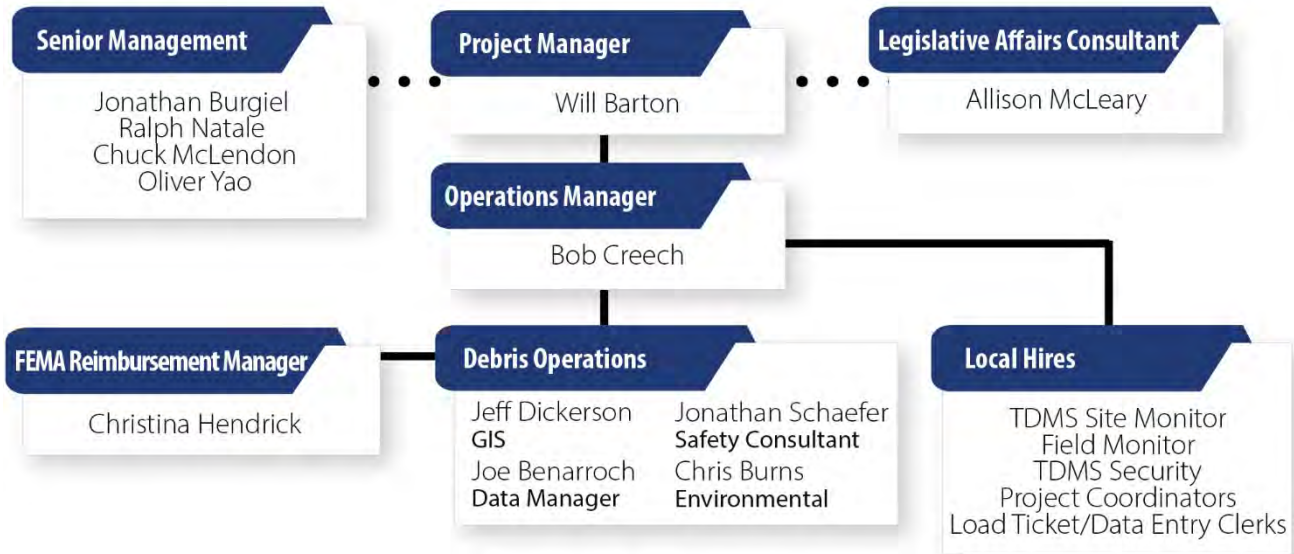 Senior Management
Jonathan Burgiel
Ralph Natale
Chuck McLendon
Oliver Yao
Project Manager
Will Barton
Legislative Affairs Consultant
Allison McLeary
Operations Manager
Bob Creech
FEMA Reimbursement Manager
Christina Hendrick
Debris Operations
Jeff Dickerson
GIS
Joe Benarroch
Data Manager
Jonathan Schaefer
Safety Consultant
Chris Burns
Environmental
Local Hires
TDMS Site Monitor
Field Monitor
TDMS Security
Project Coordinators
Load Ticket/Data Entry Clerks